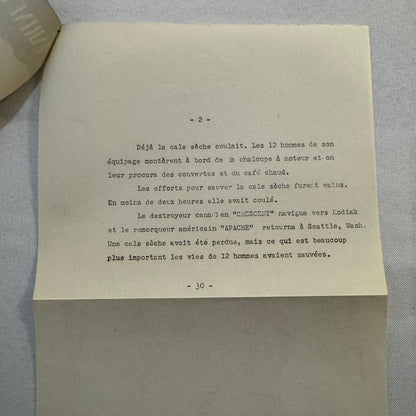 - 2 -
Déjà la cale sèche coulait. Les 12 hommes de son
équipage montèrent à bord de la chaloupe à moteur et on
leur procura des couvertes et du café chaud.
Les efforts pour sauver la cale sèche furent vains.
En moins de deux heures elle avait coulé.
Le destroyeur canadien "CRESCENT" navigua vers Kodiak
et le remorqueur américain "APACHE" retourna à Seattle, Wash.
Une cale sèche avait été perdue, mais ce qui est beaucoup
plus important les vies de 12 hommes avaient sauvées.
- 30 -